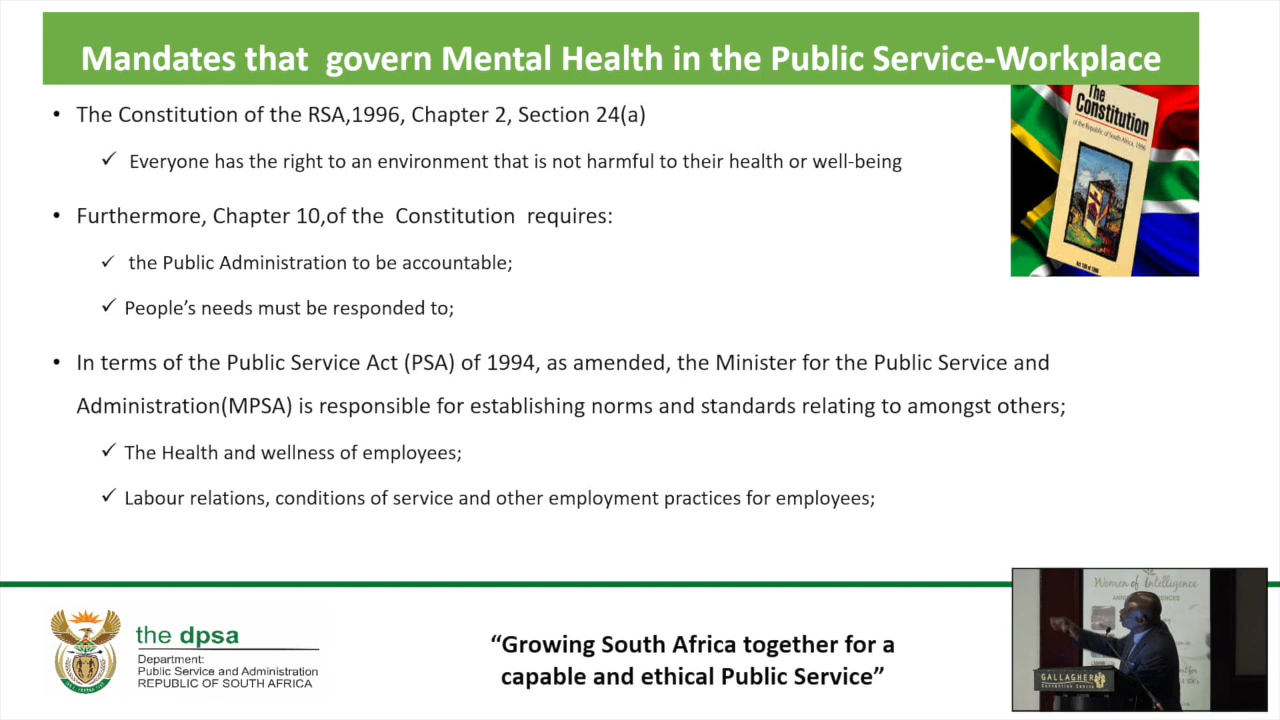 Mandates that govern Mental Health in the Public Service-Workplace
• The Constitution of the RSA,1996, Chapter 2, Section 24(a)
✓ Everyone has the right to an environment that is not harmful to their health or well-being
• Furthermore, Chapter 10,of the Constitution requires:
✓ the Public Administration to be accountable;
✓ People’s needs must be responded to;
• In terms of the Public Service Act (PSA) of 1994, as amended, the Minister for the Public Service and
Administration(MPSA) is responsible for establishing norms and standards relating to amongst others;
✓ The Health and wellness of employees;
✓ Labour relations, conditions of service and other employment practices for employees;
The
Constitution
of the Republic of South Africa, 1996
the dpsa
Department:
Public Service and Administration
REPUBLIC OF SOUTH AFRICA
“Growing South Africa together for a
capable and ethical Public Service”
Women of Intelligence
GALLAGHER
CONVENTION CENTRE